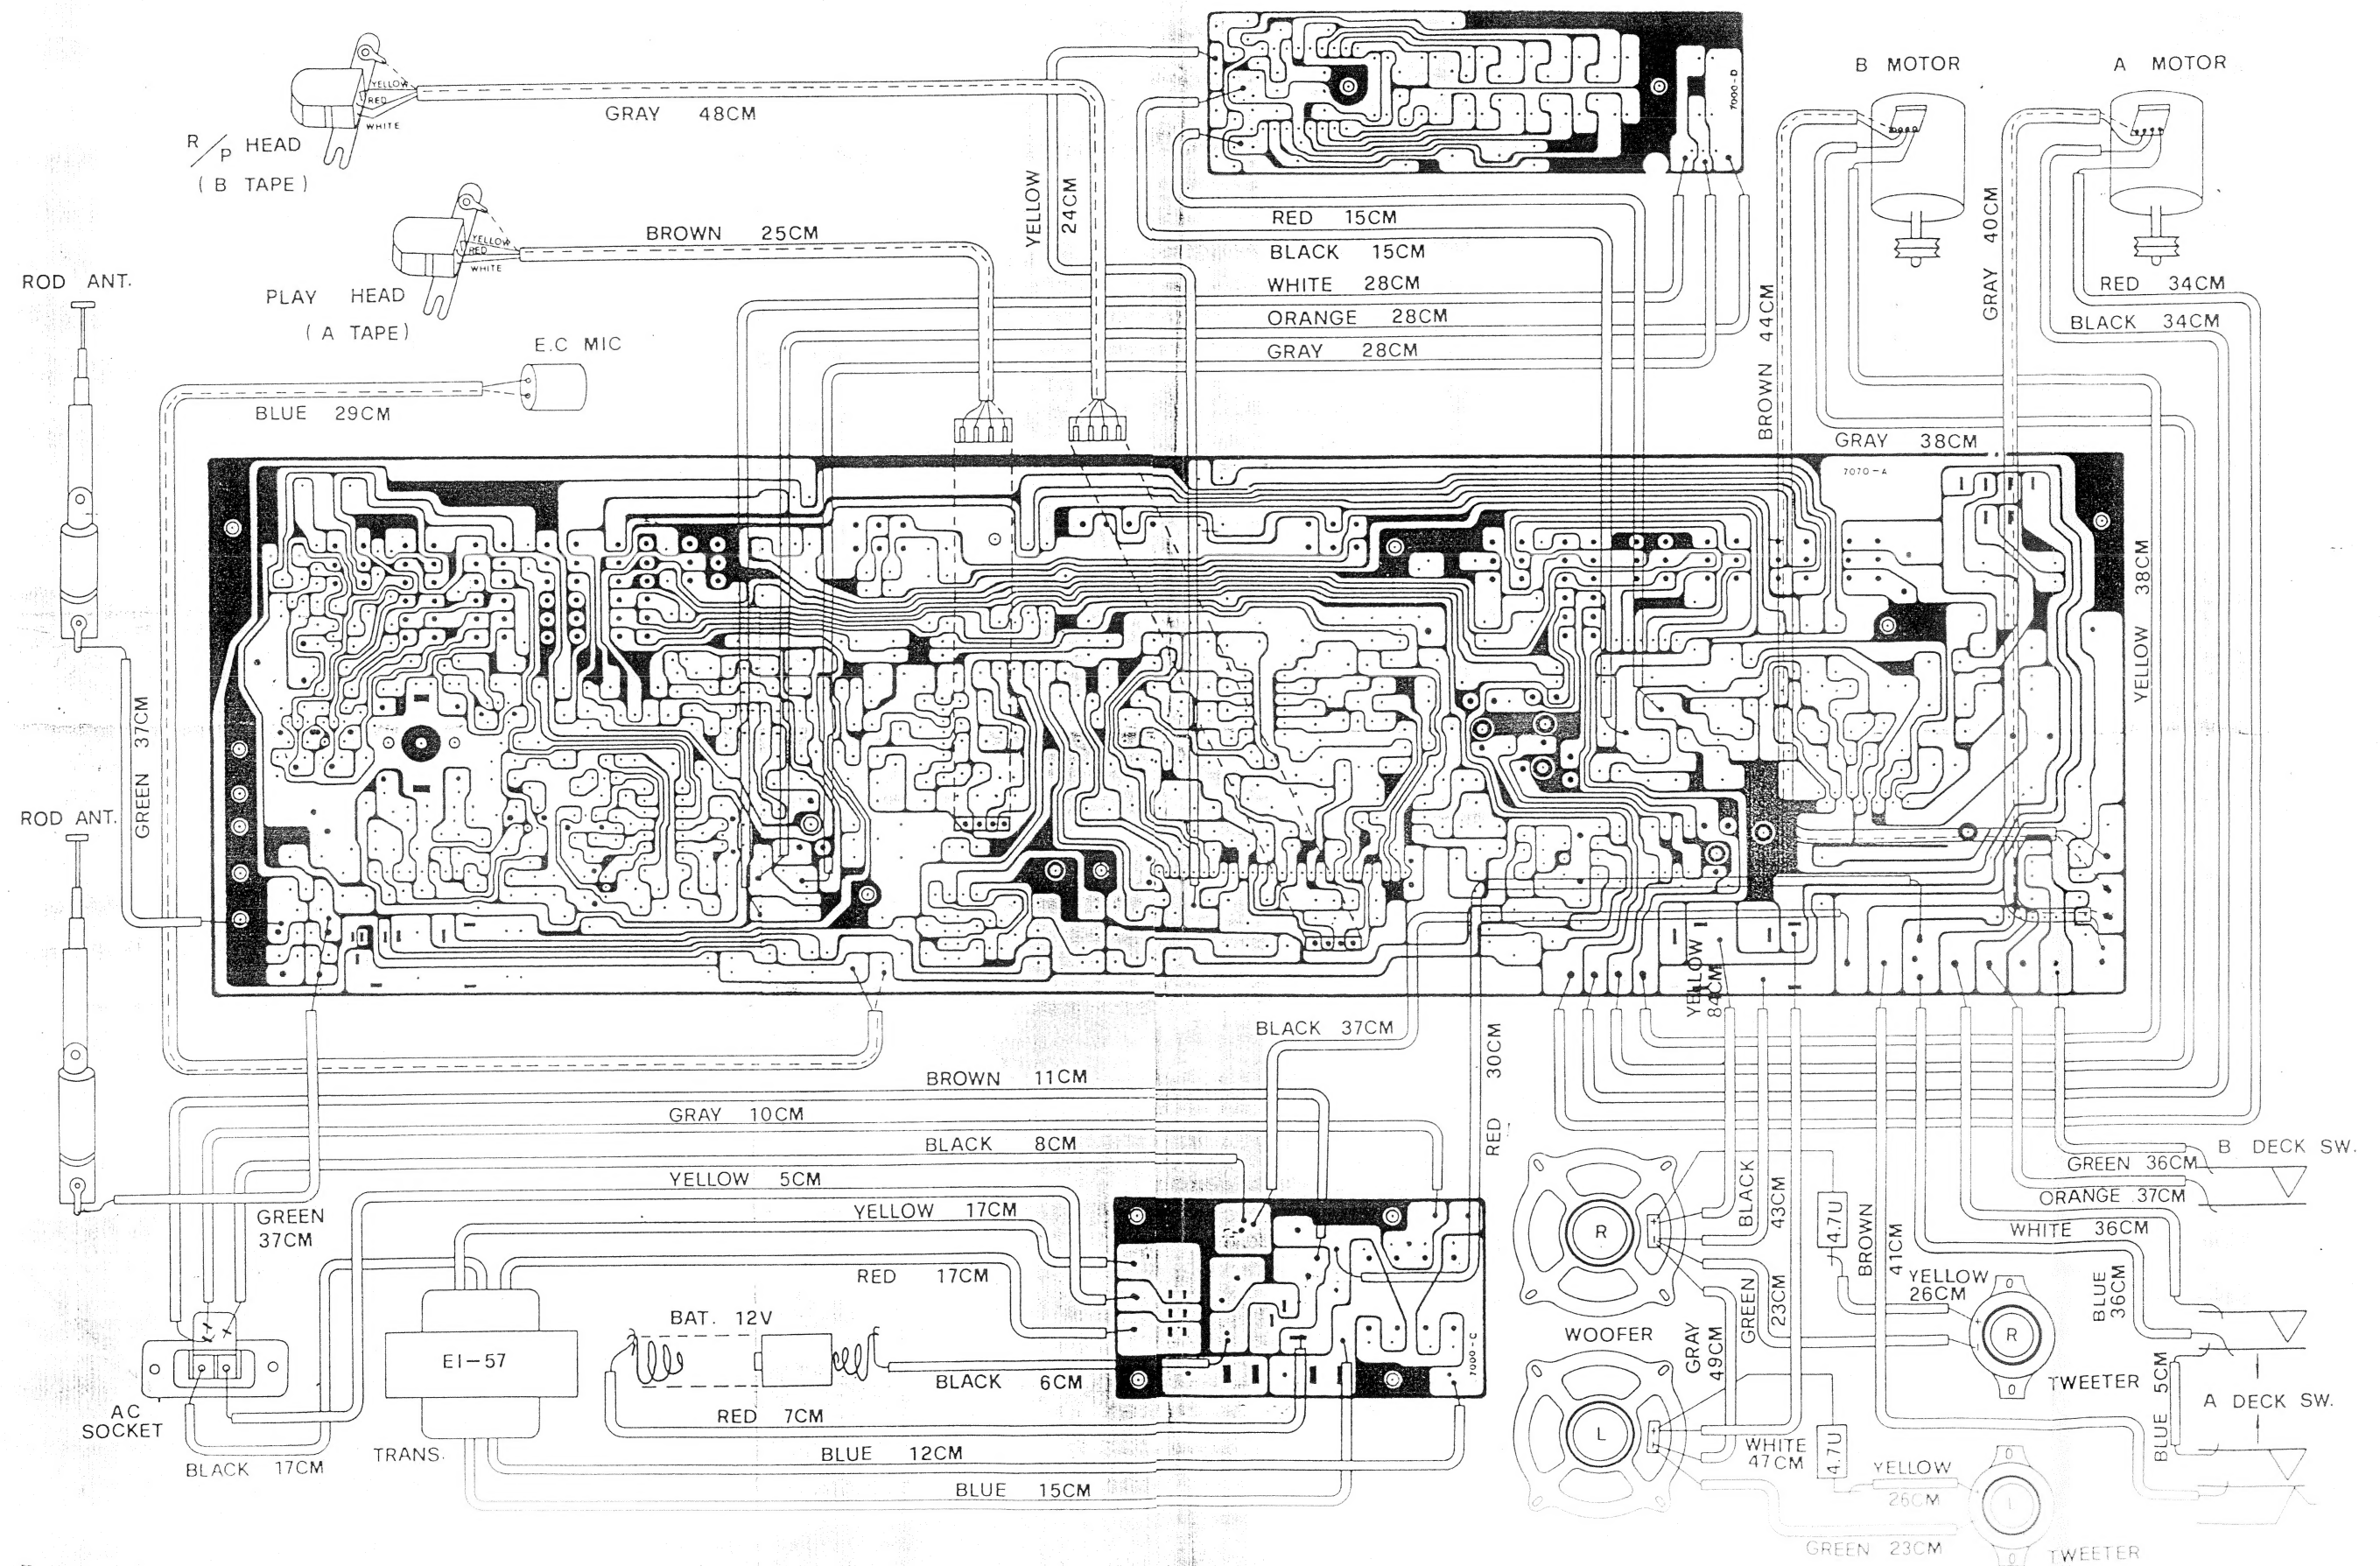 B MOTOR
A MOTOR
7000-D
YELLOW
RED
WHITE
GRAY 48CM
R/P HEAD
( B TAPE )
YELLOW 24CM
BROWN 25CM
YELLOW
RED
WHITE
RED 15CM
BLACK 15CM
WHITE 28CM
ORANGE 28CM
GRAY 28CM
GRAY 40CM
BROWN 44CM
RED 34CM
BLACK 34CM
ROD ANT.
PLAY HEAD
( A TAPE )
E.C MIC
BLUE 29CM
GRAY 38CM
7070-A
YELLOW 38CM
GREEN 37CM
ROD ANT.
YELLOW 84CM
BLACK 37CM
RED 30CM
BROWN 11CM
GRAY 10CM
BLACK 8CM
YELLOW 5CM
YELLOW 17CM
RED 17CM
GREEN
37CM
B DECK SW.
GREEN 36CM
ORANGE 37CM
WHITE 36CM
BLACK 43CM
4.7U
BROWN 41CM
R
GREEN 23CM
YELLOW
26CM
BLUE 36CM
R
WOOFER
GRAY 49CM
TWEETER
BAT. 12V
EI-57
7000-C
BLACK 6CM
RED 7CM
BLUE 12CM
BLUE 15CM
AC
SOCKET
BLACK 17CM
TRANS.
L
WHITE
47CM
4.7U
BLUE 5CM
A DECK SW.
YELLOW
26CM
L
GREEN 23CM
TWEETER